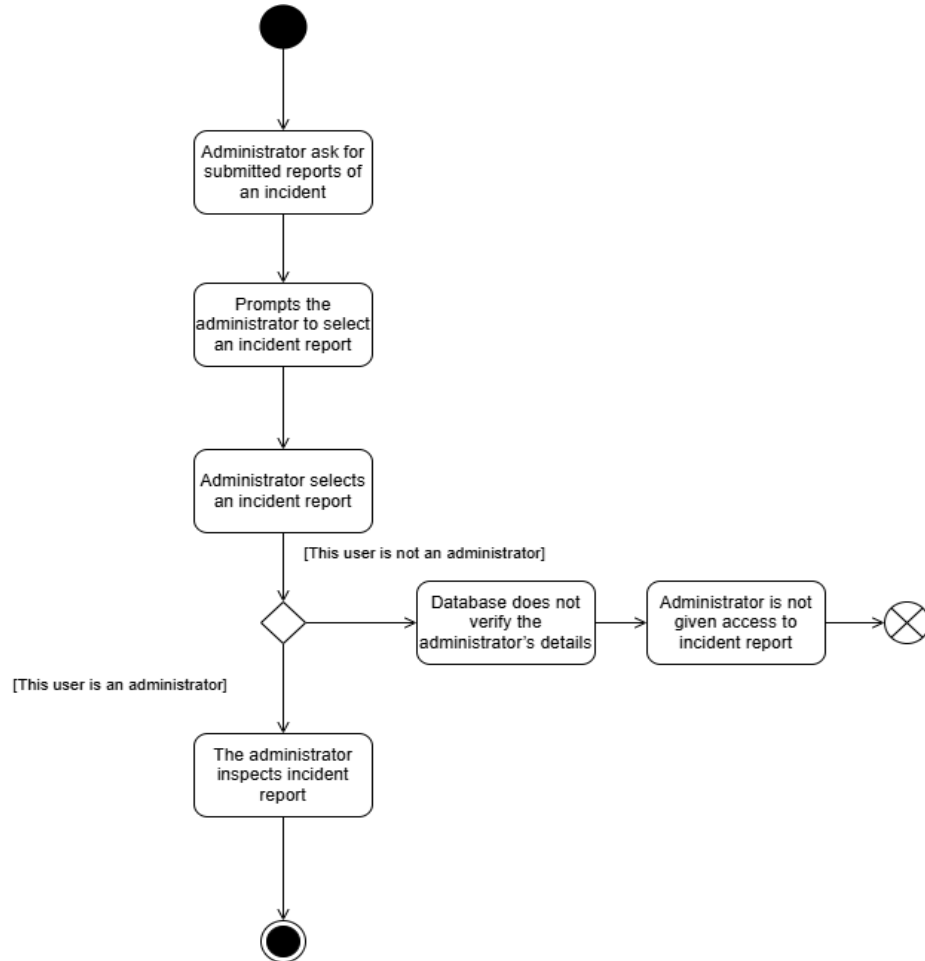 Administrator ask for
submitted reports of
an incident
Prompts the
administrator to select
an incident report
Administrator selects
an incident report
[This user is not an administrator]
Database does not
verify the
administrator’s details
Administrator is not
given access to
incident report
[This user is an administrator]
The administrator
inspects incident
report